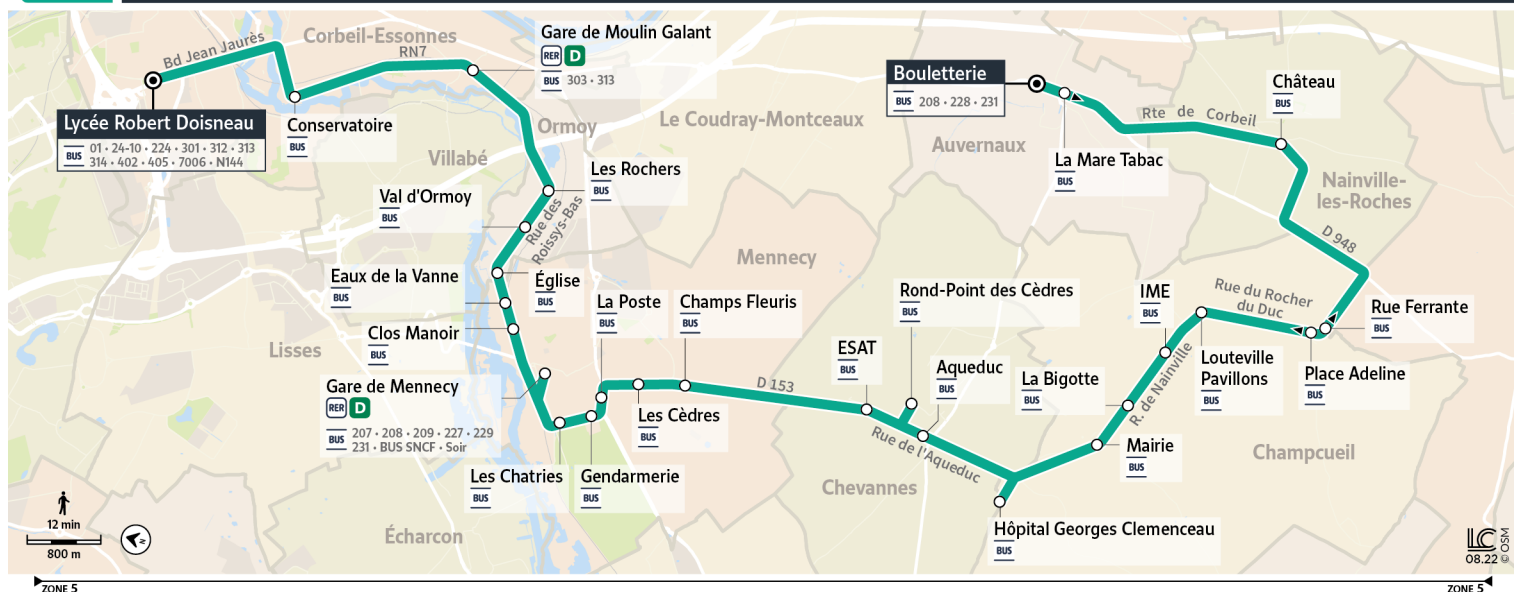 Bd Jean Jaurès
Corbeil-Essonnes
RN7
Gare de Moulin Galant
RER D
BUS 303 • 313
Lycée Robert Doisneau
BUS 01 • 24-10 • 224 • 301 • 312 • 313
314 • 402 • 405 • 7006 • N144
Conservatoire
BUS
Ormoy
Villabé
Le Coudray-Montceaux
Bouletterie
BUS 208 • 228 • 231
Château
BUS
Rte de Corbeil
Auvernaux
La Mare Tabac
BUS
Nainville-
les-Roches
D 948
Les Rochers
BUS
Val d'Ormoy
BUS
Rue des
Roissys-Bas
Mennecy
Église
BUS
Eaux de la Vanne
BUS
Clos Manoir
BUS
Lisses
La Poste
BUS
Champs Fleuris
BUS
Rond-Point des Cèdres
BUS
IME
BUS
Rue du Rocher
du Duc
Rue Ferrante
BUS
ESAT
BUS
Aqueduc
BUS
La Bigotte
BUS
R. de Nainville
Louteville
Pavillons
BUS
Place Adeline
BUS
Gare de Mennecy
RER D
BUS 207 • 208 • 209 • 227 • 229
231 • BUS SNCF • Soir
D 153
Les Cèdres
BUS
Rue de l'Aqueduc
Mairie
BUS
Champcueil
Les Chatries
BUS
Gendarmerie
BUS
Chevannes
Hôpital Georges Clemenceau
BUS
Écharcon
12 min
800 m
N
LC
08.22 © OSM
ZONE 5
ZONE 5